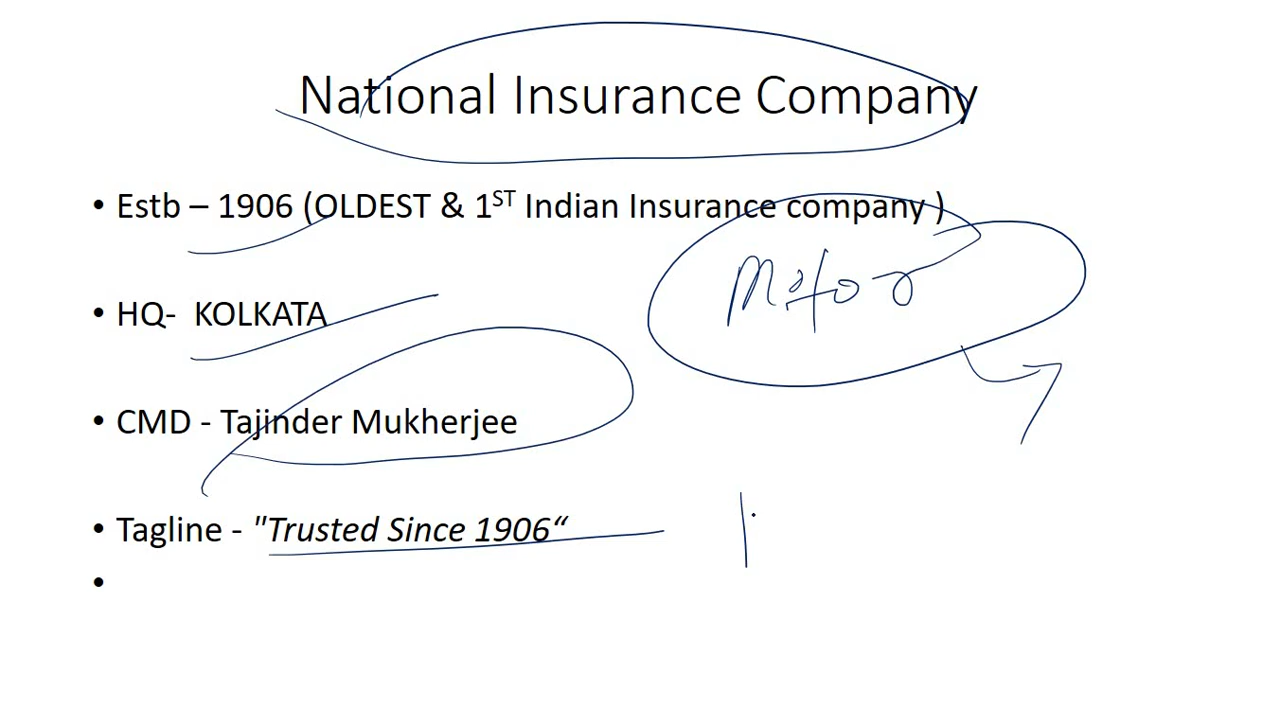 National Insurance Company
• Estb – 1906 (OLDEST & 1ST Indian Insurance company )
Motor
• HQ- KOLKATA
• CMD - Tajinder Mukherjee
• Tagline - "Trusted Since 1906“
•